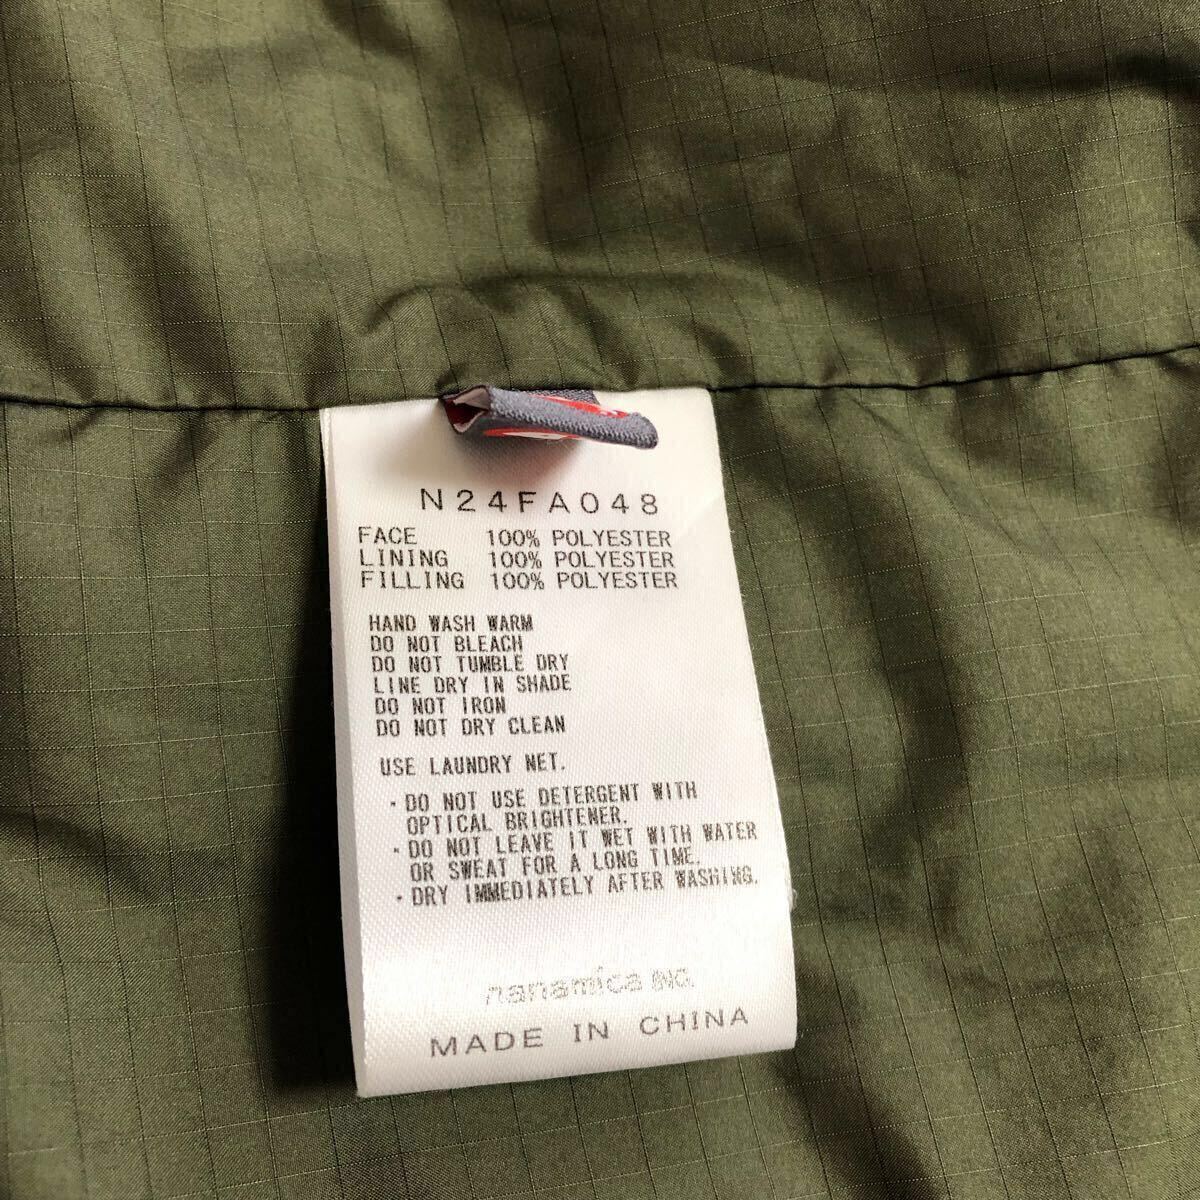 N24FA048
FACE 100% POLYESTER
LINING 100% POLYESTER
FILLING 100% POLYESTER
HAND WASH WARM
DO NOT BLEACH
DO NOT TUMBLE DRY
LINE DRY IN SHADE
DO NOT IRON
DO NOT DRY CLEAN
USE LAUNDRY NET.
・DO NOT USE DETERGENT WITH
OPTICAL BRIGHTENER.
・DO NOT LEAVE IT WET WITH WATER
OR SWEAT FOR A LONG TIME.
・DRY IMMEDIATELY AFTER WASHING.
nanamica INC.
MADE IN CHINA